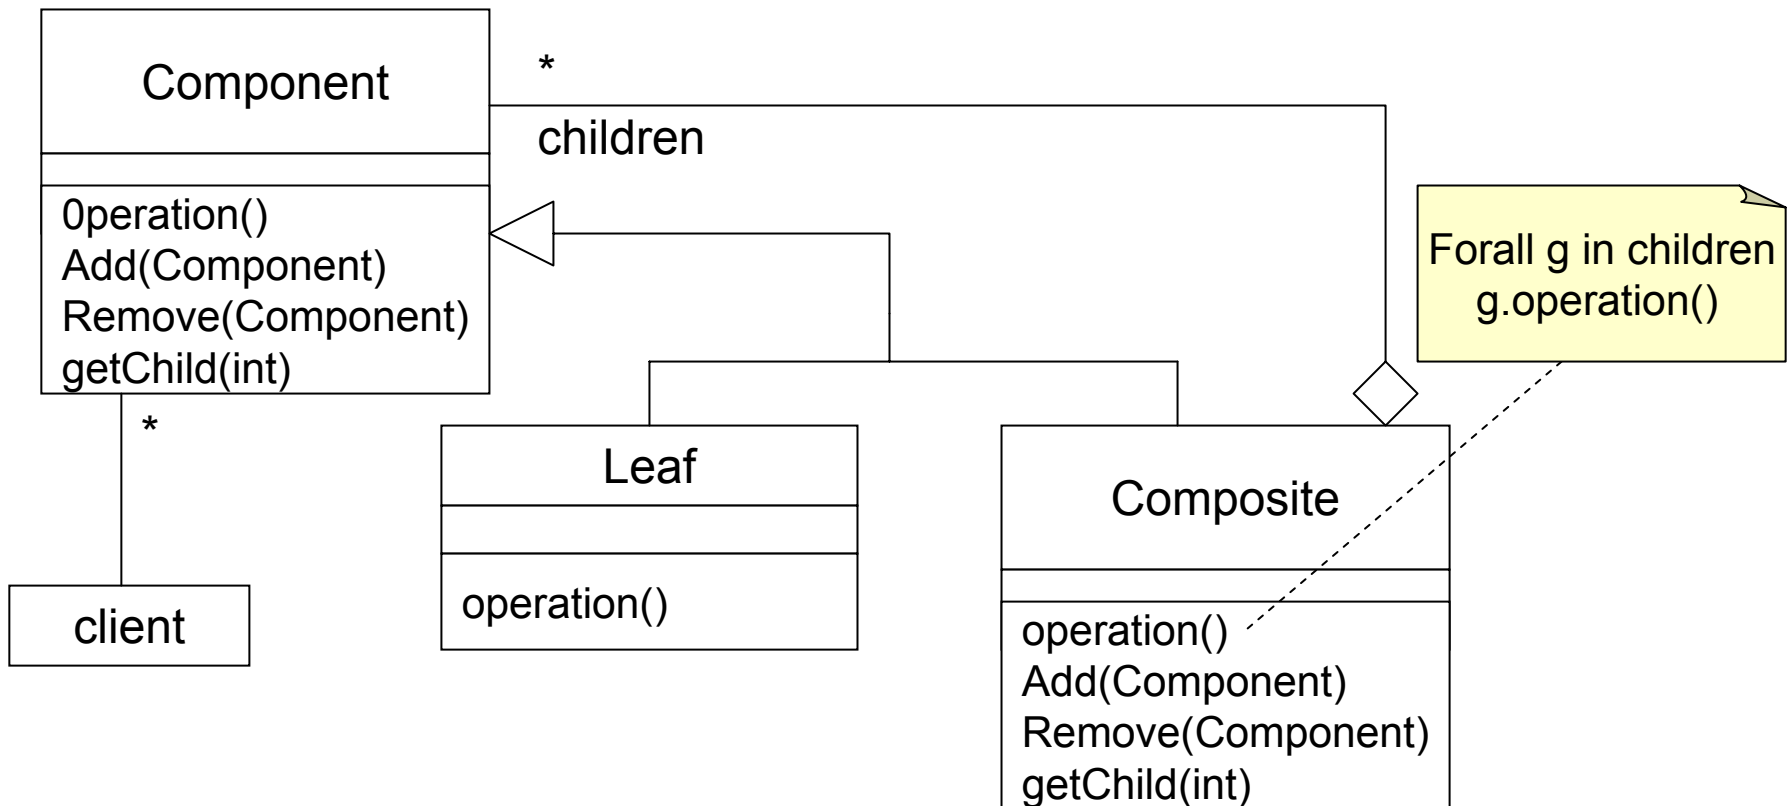 Component
*
children
0peration()
Add(Component)
Remove(Component)
getChild(int)
Forall g in children
g.operation()
*
Leaf
operation()
Composite
operation()
Add(Component)
Remove(Component)
getChild(int)
client